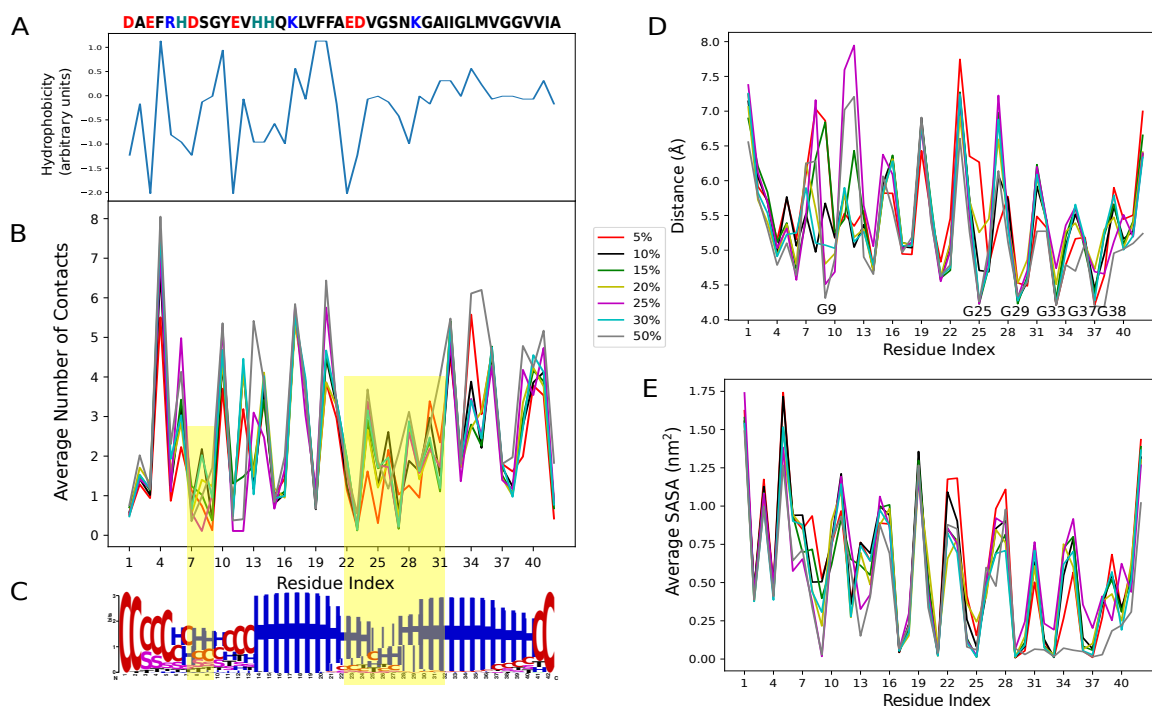 A
DAEFRHDSGYEVHHQKLVFFAEDVGSNKGAIIGLMVGGVVIA
Hydrophobicity
(arbitrary units)
1.0
0.5
0.0
−0.5
−1.0
−1.5
−2.0
B
Average Number of Contacts
8
7
6
5
4
3
2
1
0
1 4 7 10 13 16 19 22 25 28 31 34 37 40
Residue Index
5%
10%
15%
20%
25%
30%
50%
C
D
Distance (Å)
8.0
7.5
7.0
6.5
6.0
5.5
5.0
4.5
4.0
G9 G25 G29 G33 G37 G38
1 4 7 10 13 16 19 22 25 28 31 34 37 40
Residue Index
E
Average SASA (nm²)
1.75
1.50
1.25
1.00
0.75
0.50
0.25
0.00
1 4 7 10 13 16 19 22 25 28 31 34 37 40
Residue Index